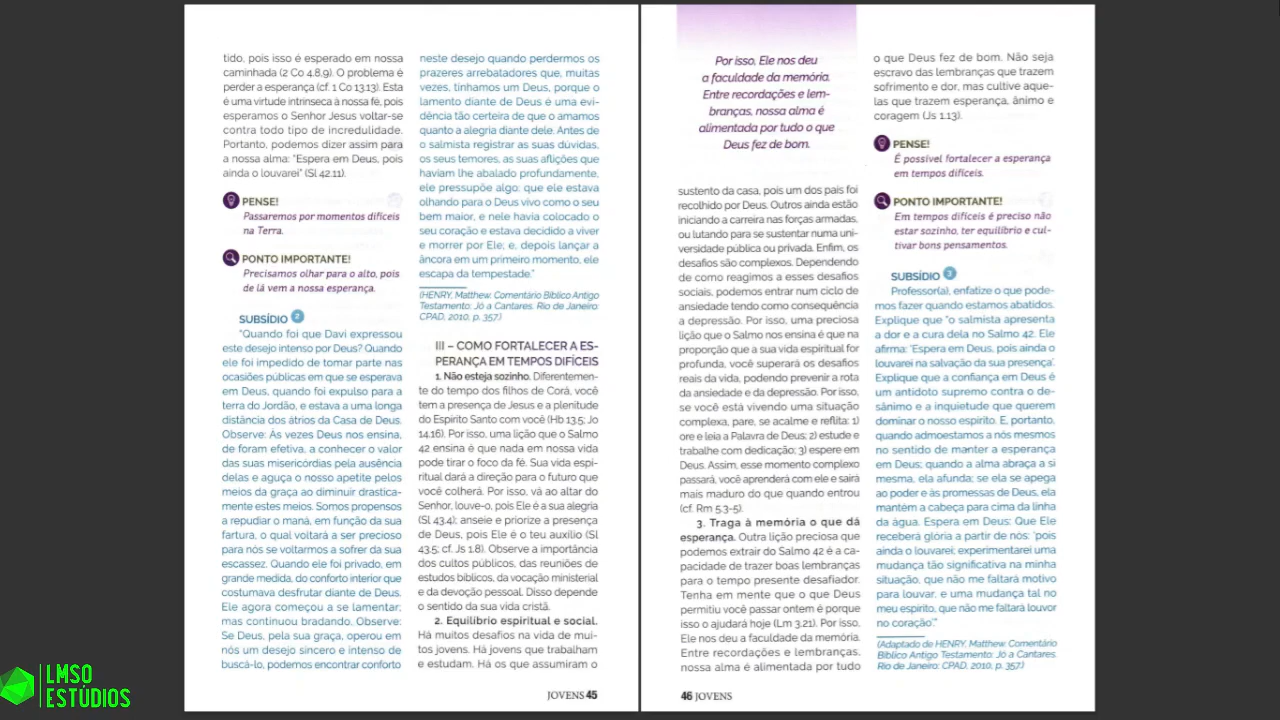 tido, pois isso é esperado em nossa
caminhada (2 Co 4.8,9). O problema é
perder a esperança (cf. 1 Co 13.13). Esta
é uma virtude intrínseca à nossa fé, pois
esperamos o Senhor Jesus voltar-se
contra todo tipo de incredulidade.
Portanto, podemos dizer assim para
a nossa alma: “Espera em Deus, pois
ainda o louvarei” (Sl 42.11).
PENSE!
Passaremos por momentos difíceis
na Terra.
PONTO IMPORTANTE!
Precisamos olhar para o alto, pois
de lá vem a nossa esperança.
SUBSÍDIO 2
“Quando foi que Davi expressou
este desejo intenso por Deus? Quando
ele foi impedido de tomar parte nas
ocasiões públicas em que se esperava
em Deus, quando foi expulso para a
terra do Jordão, e estava a uma longa
distância dos átrios da Casa de Deus.
Observe: Às vezes Deus nos ensina,
de foram efetiva, a conhecer o valor
das suas misericórdias pela ausência
delas e aguça o nosso apetite pelos
meios da graça ao diminuir drastica-
mente estes meios. Somos propensos
a repudiar o maná, em função da sua
fartura, o qual voltará a ser precioso
para nós se voltarmos a sofrer da sua
escassez. Quando ele foi privado, em
grande medida, do conforto interior que
costumava desfrutar diante de Deus.
Ele agora começou a se lamentar;
mas continuou bradando. Observe:
Se Deus, pela sua graça, operou em
nós um desejo sincero e intenso de
buscá-lo, podemos encontrar conforto
neste desejo quando perdermos os
prazeres arrebatadores que, muitas
vezes, tínhamos um Deus, porque o
lamento diante de Deus é uma evi-
dência tão certeira de que o amamos
quanto a alegria diante dele. Antes de
o salmista registrar as suas dúvidas,
os seus temores, as suas aflições que
haviam lhe abalado profundamente,
ele pressupõe algo: que ele estava
olhando para o Deus vivo como o seu
bem maior, e nele havia colocado o
seu coração e estava decidido a viver
e morrer por Ele; e, depois lançar a
âncora em um primeiro momento, ele
escapa da tempestade.”
(HENRY, Matthew. Comentário Bíblico Antigo
Testamento: Jó a Cantares. Rio de Janeiro:
CPAD, 2010, p. 357.)
III – COMO FORTALECER A ES-
PERANÇA EM TEMPOS DIFÍCEIS
1. Não esteja sozinho. Diferentemen-
te do tempo dos filhos de Corá, você
tem a presença de Jesus e a plenitude
do Espírito Santo com você (Hb 13.5; Jo
14.16). Por isso, uma lição que o Salmo
42 ensina é que nada em nossa vida
pode tirar o foco da fé. Sua vida espi-
ritual dará a direção para o futuro que
você colherá. Por isso, vá ao altar do
Senhor, louve-o, pois Ele é a sua alegria
(Sl 43.4); anseie e priorize a presença
de Deus, pois Ele é o teu auxílio (Sl
43.5; cf. Js 1.8). Observe a importância
dos cultos públicos, das reuniões de
estudos bíblicos, da vocação ministerial
e da devoção pessoal. Disso depende
o sentido da sua vida cristã.
2. Equilíbrio espiritual e social.
Há muitos desafios na vida de mui-
tos jovens. Há jovens que trabalham
e estudam. Há os que assumiram o
JOVENS 45
Por isso, Ele nos deu
a faculdade da memória.
Entre recordações e lem-
branças, nossa alma é
alimentada por tudo o que
Deus fez de bom.
sustento da casa, pois um dos pais foi
recolhido por Deus. Outros ainda estão
iniciando a carreira nas forças armadas,
ou lutando para se sustentar numa uni-
versidade pública ou privada. Enfim, os
desafios são complexos. Dependendo
de como reagimos a esses desafios
sociais, podemos entrar num ciclo de
ansiedade tendo como consequência
a depressão. Por isso, uma preciosa
lição que o Salmo nos ensina é que na
proporção que a sua vida espiritual for
profunda, você superará os desafios
reais da vida, podendo prevenir a rota
da ansiedade e da depressão. Por isso,
se você está vivendo uma situação
complexa, pare, se acalme e reflita: 1)
ore e leia a Palavra de Deus; 2) estude e
trabalhe com dedicação; 3) espere em
Deus. Assim, esse momento complexo
passará, você aprenderá com ele e sairá
mais maduro do que quando entrou
(cf. Rm 5.3-5).
3. Traga à memória o que dá
esperança. Outra lição preciosa que
podemos extrair do Salmo 42 é a ca-
pacidade de trazer boas lembranças
para o tempo presente desafiador.
Tenha em mente que o que Deus
permitiu você passar ontem é porque
isso o ajudará hoje (Lm 3.21). Por isso,
Ele nos deu a faculdade da memória.
Entre recordações e lembranças,
nossa alma é alimentada por tudo
o que Deus fez de bom. Não seja
escravo das lembranças que trazem
sofrimento e dor, mas cultive aque-
las que trazem esperança, ânimo e
coragem (Js 1.13).
PENSE!
É possível fortalecer a esperança
em tempos difíceis.
PONTO IMPORTANTE!
Em tempos difíceis é preciso não
estar sozinho, ter equilíbrio e cul-
tivar bons pensamentos.
SUBSÍDIO 3
Professor(a), enfatize o que pode-
mos fazer quando estamos abatidos.
Explique que “o salmista apresenta
a dor e a cura dela no Salmo 42. Ele
afirma: ‘Espera em Deus, pois ainda o
louvarei na salvação da sua presença’.
Explique que a confiança em Deus é
um antídoto supremo contra o de-
sânimo e a inquietude que querem
dominar o nosso espírito. E, portanto,
quando admoestamos a nós mesmos
no sentido de manter a esperança
em Deus; quando a alma abraça a si
mesma, ela afunda; se ela se apega
ao poder e às promessas de Deus, ela
mantém a cabeça para cima da linha
da água. Espera em Deus: Que Ele
receberá glória a partir de nós: ‘pois
ainda o louvarei; experimentarei uma
mudança tão significativa na minha
situação, que não me faltará motivo
para louvar, e uma mudança tal no
meu espírito, que não me faltará louvor
no coração’.”
(Adaptado de HENRY, Matthew. Comentário
Bíblico Antigo Testamento: Jó a Cantares.
Rio de Janeiro: CPAD, 2010, p. 357.)
46 JOVENS
LMSO
ESTÚDIOS